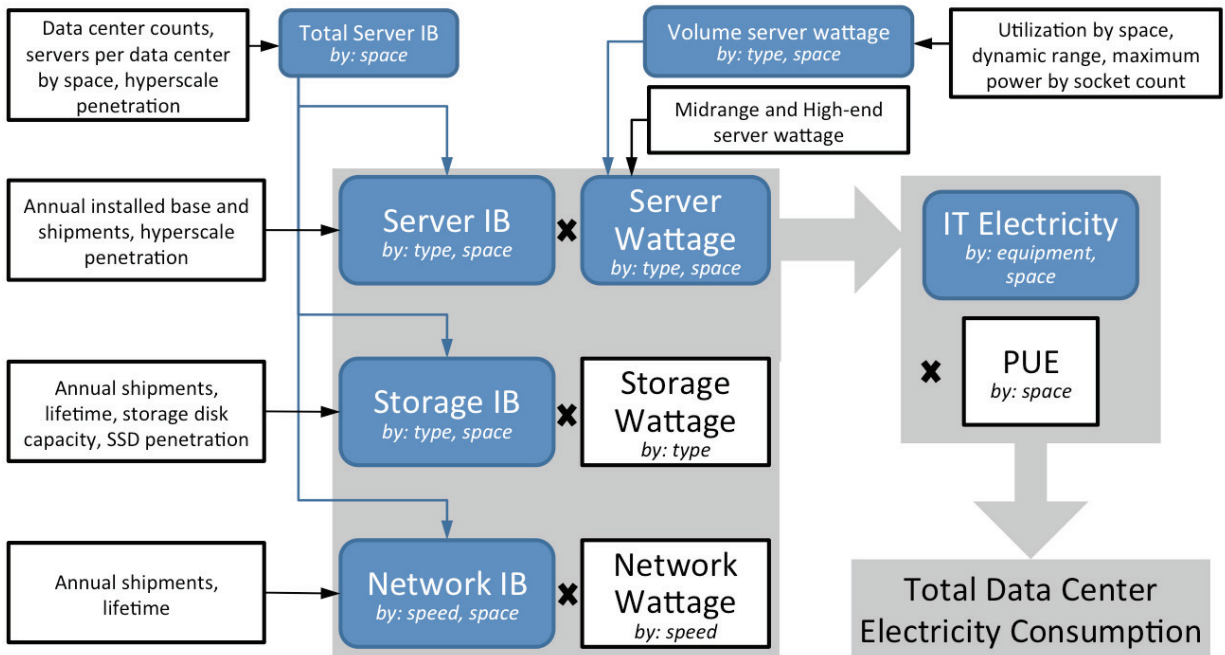 Data center counts,
servers per data center
by space, hyperscale
penetration
Total Server IB
by: space
Volume server wattage
by: type, space
Utilization by space,
dynamic range, maximum
power by socket count
Midrange and High-end
server wattage
Annual installed base and
shipments, hyperscale
penetration
Server IB
by: type, space
×
Server
Wattage
by: type, space
IT Electricity
by: equipment,
space
×
PUE
by: space
Annual shipments,
lifetime, storage disk
capacity, SSD penetration
Storage IB
by: type, space
×
Storage
Wattage
by: type
Annual shipments,
lifetime
Network IB
by: speed, space
×
Network
Wattage
by: speed
Total Data Center
Electricity Consumption